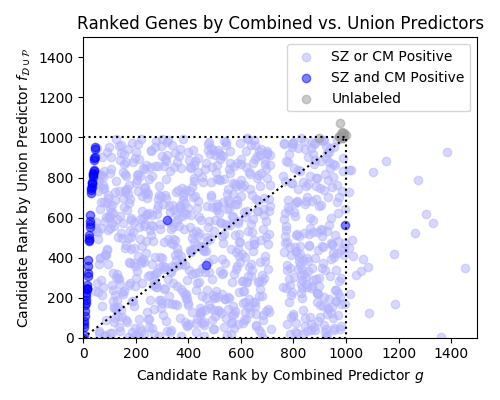 Ranked Genes by Combined vs. Union Predictors
1400
1200
1000
800
600
400
200
0
Candidate Rank by Union Predictor f_{𝒟∪𝒫}
SZ or CM Positive
SZ and CM Positive
Unlabeled
0 200 400 600 800 1000 1200 1400
Candidate Rank by Combined Predictor g